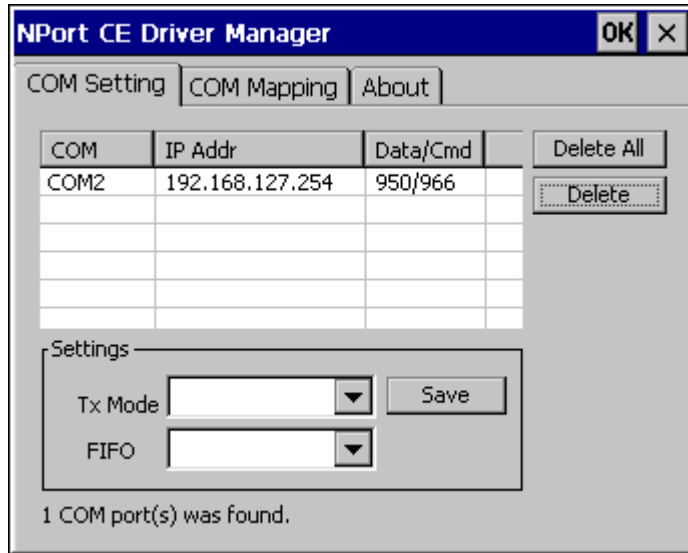 NPort CE Driver Manager OK ×
COM Setting COM Mapping About
COM IP Addr Data/Cmd Delete All
COM2 192.168.127.254 950/966
Delete
Settings
Tx Mode Save
FIFO
1 COM port(s) was found.